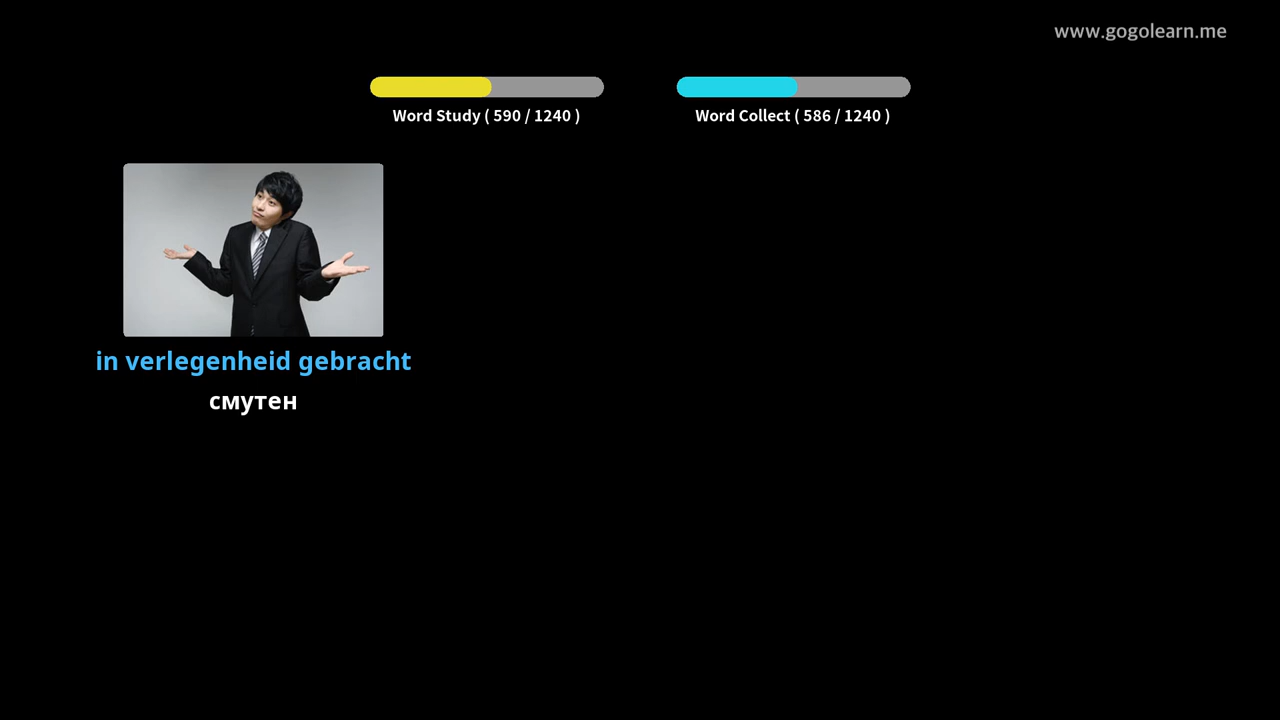 www.gogolearn.me
Word Study ( 590 / 1240 )
Word Collect ( 586 / 1240 )
in verlegenheid gebracht
смутен